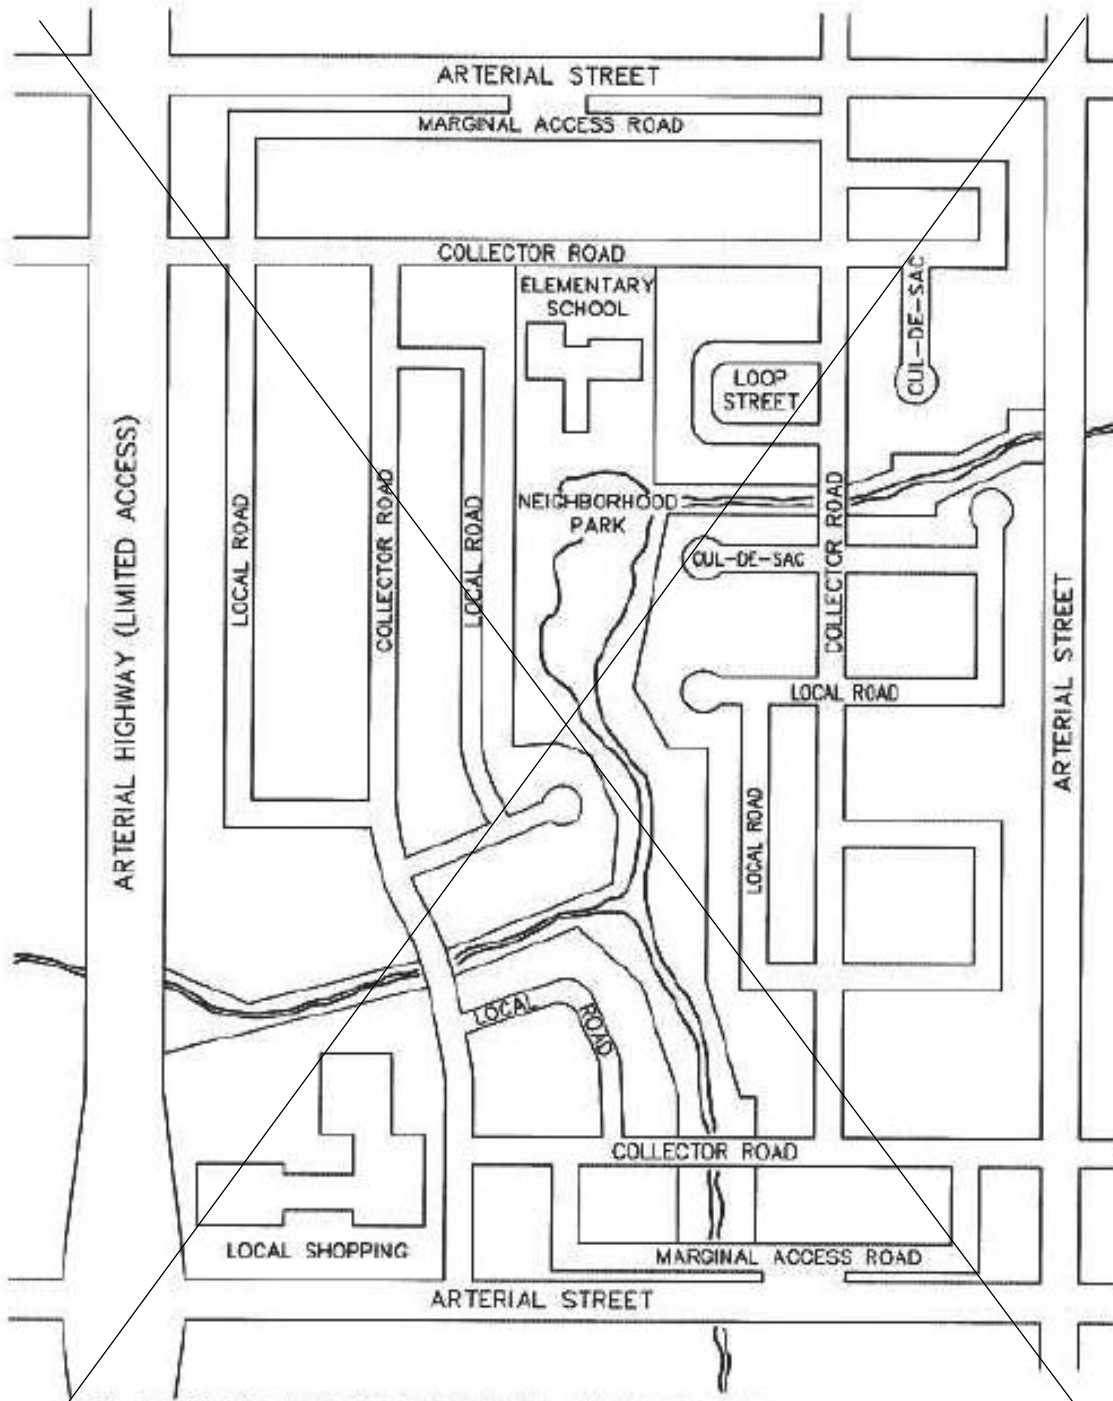 ARTERIAL STREET
MARGINAL ACCESS ROAD
COLLECTOR ROAD
CUL-DE-SAC
ELEMENTARY
SCHOOL
LOOP
STREET
ARTERIAL HIGHWAY (LIMITED ACCESS)
LOCAL ROAD
COLLECTOR ROAD
LOCAL ROAD
NEIGHBORHOOD
PARK
CUL-DE-SAC
COLLECTOR ROAD
ARTERIAL STREET
LOCAL ROAD
LOCAL ROAD
LOCAL ROAD
COLLECTOR ROAD
LOCAL SHOPPING
MARGINAL ACCESS ROAD
ARTERIAL STREET